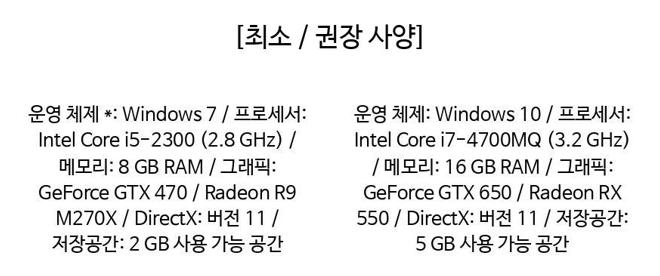 [최소 / 권장 사양]
운영 체제 *: Windows 7 / 프로세서:
Intel Core i5-2300 (2.8 GHz) /
메모리: 8 GB RAM / 그래픽:
GeForce GTX 470 / Radeon R9
M270X / DirectX: 버전 11 /
저장공간: 2 GB 사용 가능 공간
운영 체제: Windows 10 / 프로세서:
Intel Core i7-4700MQ (3.2 GHz)
/ 메모리: 16 GB RAM / 그래픽:
GeForce GTX 650 / Radeon RX
550 / DirectX: 버전 11 / 저장공간:
5 GB 사용 가능 공간